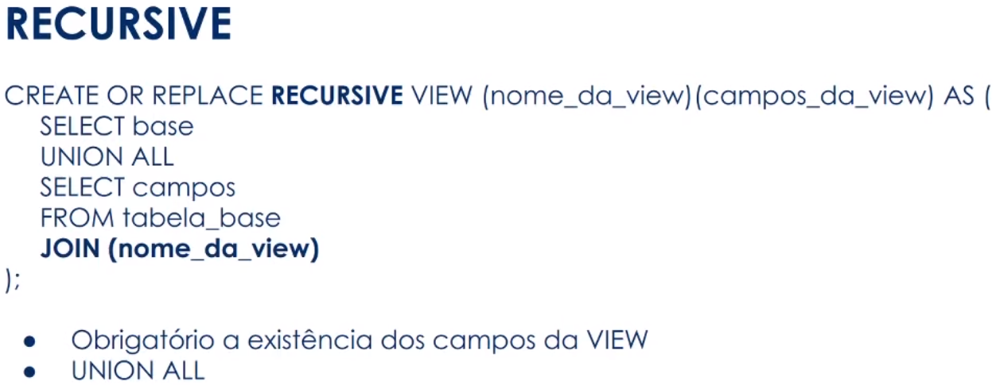 RECURSIVE
CREATE OR REPLACE RECURSIVE VIEW (nome_da_view)(campos_da_view) AS (
SELECT base
UNION ALL
SELECT campos
FROM tabela_base
JOIN (nome_da_view)
);
● Obrigatório a existência dos campos da VIEW
● UNION ALL